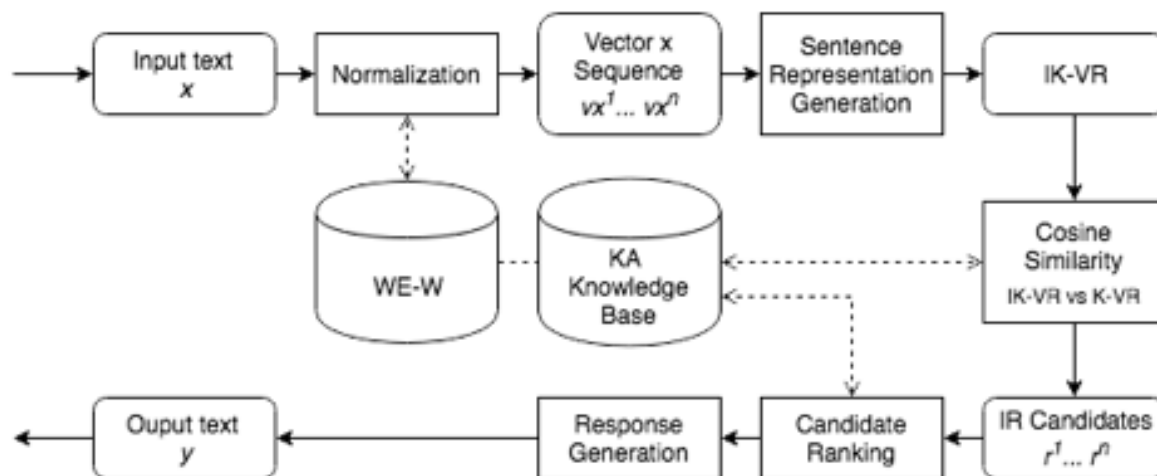 Input text
x
Normalization
Vector x
Sequence
vx¹... vxⁿ
Sentence
Representation
Generation
IK-VR
WE-W
KA
Knowledge
Base
Cosine
Similarity
IK-VR vs K-VR
Ouput text
y
Response
Generation
Candidate
Ranking
IR Candidates
r¹... rⁿ